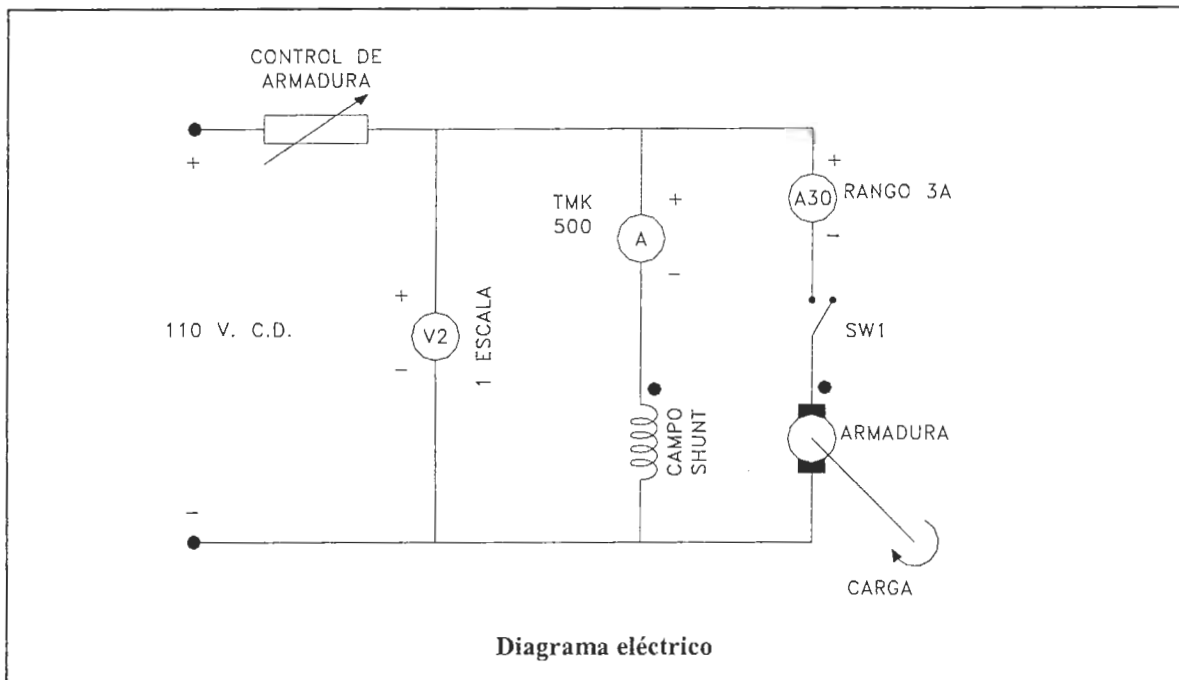 CONTROL DE
ARMADURA
+
110 V. C.D.
-
+
V2
-
1 ESCALA
TMK
500
+
A
-
CAMPO
SHUNT
+
A30
RANGO 3A
-
SW1
ARMADURA
CARGA
Diagrama eléctrico